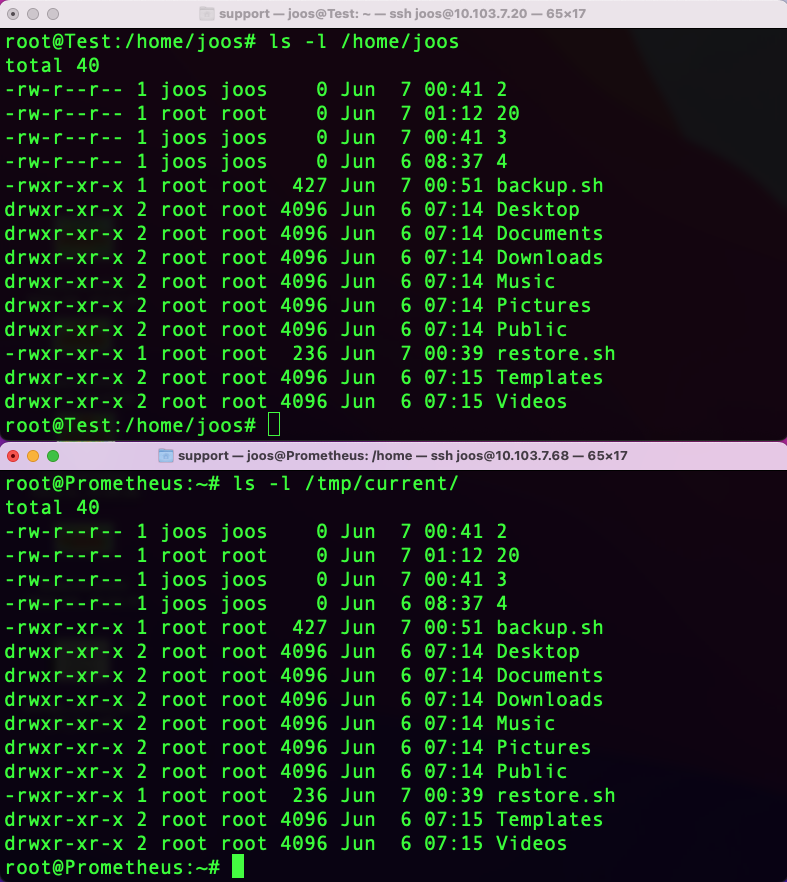 support — joos@Test: ~ — ssh joos@10.103.7.20 — 65×17
root@Test:/home/joos# ls -l /home/joos
total 40
-rw-r--r-- 1 joos joos    0 Jun  7 00:41 2
-rw-r--r-- 1 root root    0 Jun  7 01:12 20
-rw-r--r-- 1 joos joos    0 Jun  7 00:41 3
-rw-r--r-- 1 joos joos    0 Jun  6 08:37 4
-rwxr-xr-x 1 root root  427 Jun  7 00:51 backup.sh
drwxr-xr-x 2 root root 4096 Jun  6 07:14 Desktop
drwxr-xr-x 2 root root 4096 Jun  6 07:14 Documents
drwxr-xr-x 2 root root 4096 Jun  6 07:14 Downloads
drwxr-xr-x 2 root root 4096 Jun  6 07:14 Music
drwxr-xr-x 2 root root 4096 Jun  6 07:14 Pictures
drwxr-xr-x 2 root root 4096 Jun  6 07:14 Public
-rwxr-xr-x 1 root root  236 Jun  7 00:39 restore.sh
drwxr-xr-x 2 root root 4096 Jun  6 07:15 Templates
drwxr-xr-x 2 root root 4096 Jun  6 07:15 Videos
root@Test:/home/joos#
support — joos@Prometheus: /home — ssh joos@10.103.7.68 — 65×17
root@Prometheus:~# ls -l /tmp/current/
total 40
-rw-r--r-- 1 joos joos    0 Jun  7 00:41 2
-rw-r--r-- 1 root root    0 Jun  7 01:12 20
-rw-r--r-- 1 joos joos    0 Jun  7 00:41 3
-rw-r--r-- 1 joos joos    0 Jun  6 08:37 4
-rwxr-xr-x 1 root root  427 Jun  7 00:51 backup.sh
drwxr-xr-x 2 root root 4096 Jun  6 07:14 Desktop
drwxr-xr-x 2 root root 4096 Jun  6 07:14 Documents
drwxr-xr-x 2 root root 4096 Jun  6 07:14 Downloads
drwxr-xr-x 2 root root 4096 Jun  6 07:14 Music
drwxr-xr-x 2 root root 4096 Jun  6 07:14 Pictures
drwxr-xr-x 2 root root 4096 Jun  6 07:14 Public
-rwxr-xr-x 1 root root  236 Jun  7 00:39 restore.sh
drwxr-xr-x 2 root root 4096 Jun  6 07:15 Templates
drwxr-xr-x 2 root root 4096 Jun  6 07:15 Videos
root@Prometheus:~#